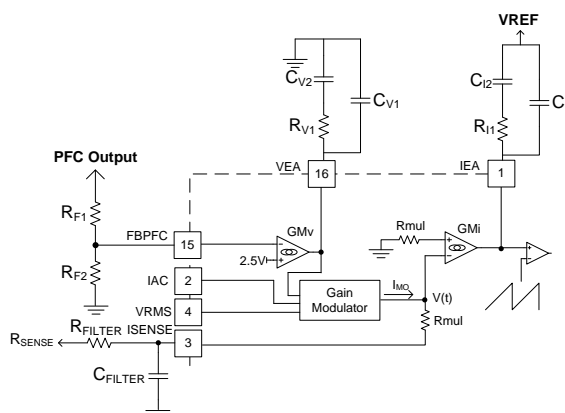 VREF
C_V2
C_V1
R_V1
C_I2
C
R_I1
PFC Output
VEA
16
IEA
1
R_F1
FBPFC
15
GMv
2.5V
Rmul
GMi
R_F2
IAC
2
Gain
Modulator
I_MO
V(t)
VRMS
4
Rmul
R_SENSE
R_FILTER
ISENSE
3
C_FILTER